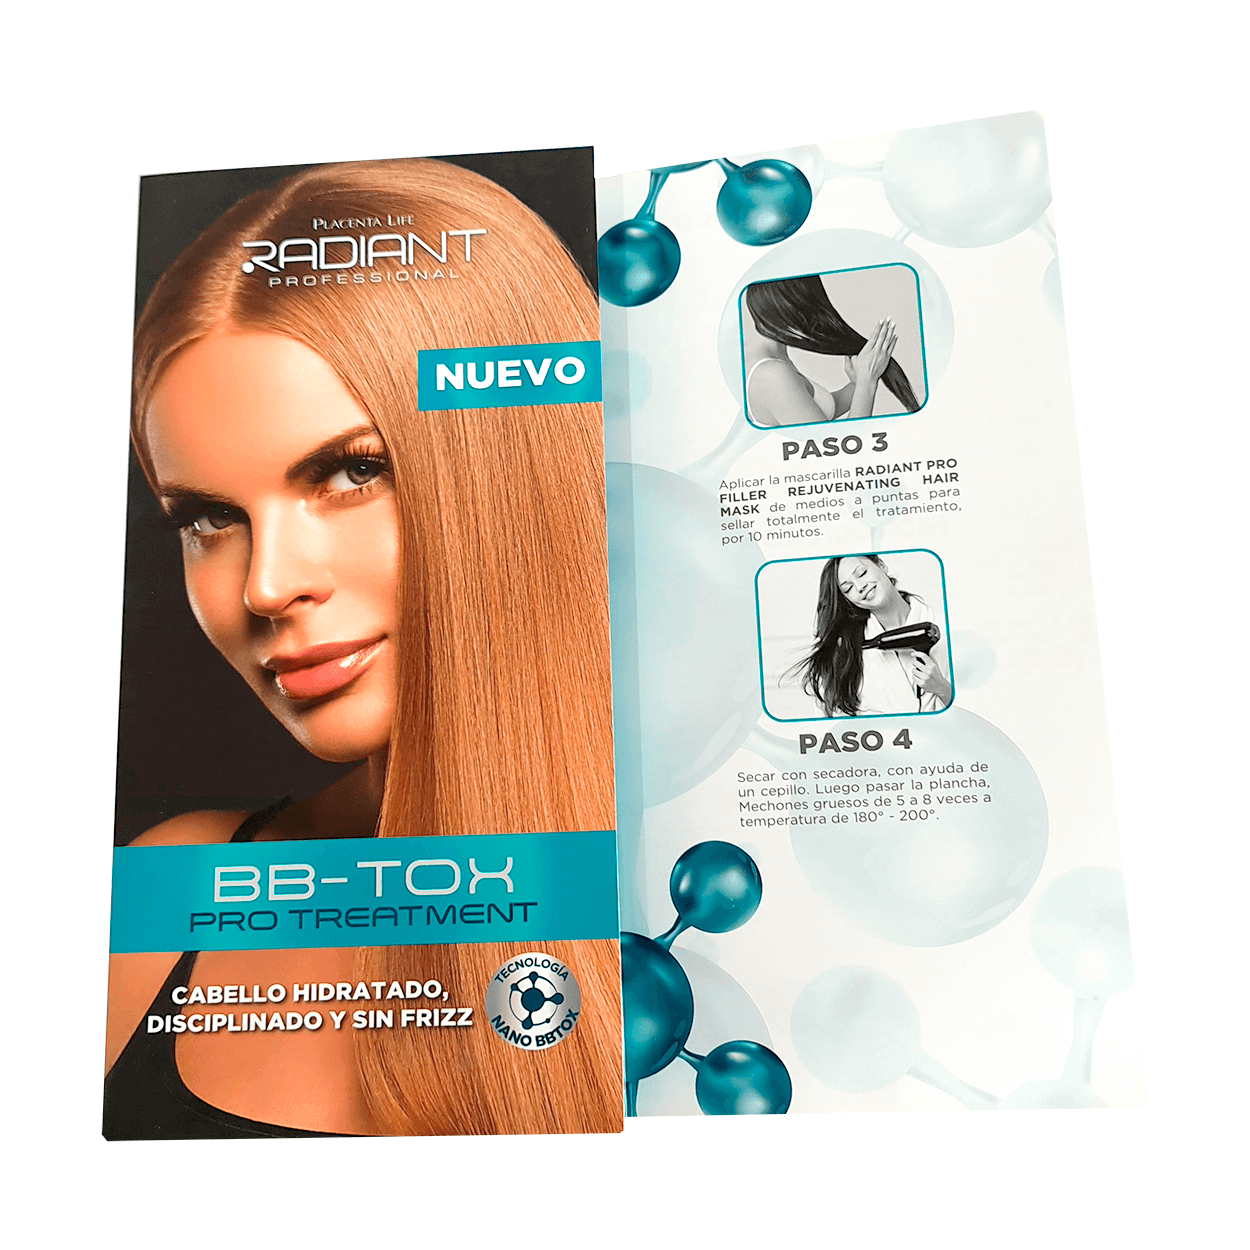 PLACENTA LIFE
RADIANT
PROFESSIONAL
NUEVO
BB-TOX
PRO TREATMENT
CABELLO HIDRATADO,
DISCIPLINADO Y SIN FRIZZ
TECNOLOGÍA
NANO BBTOX
PASO 3
Aplicar la mascarilla RADIANT PRO
FILLER REJUVENATING HAIR
MASK de medios a puntas para
sellar totalmente el tratamiento,
por 10 minutos.
PASO 4
Secar con secadora, con ayuda de
un cepillo. Luego pasar la plancha,
Mechones gruesos de 5 a 8 veces a
temperatura de 180° - 200°.